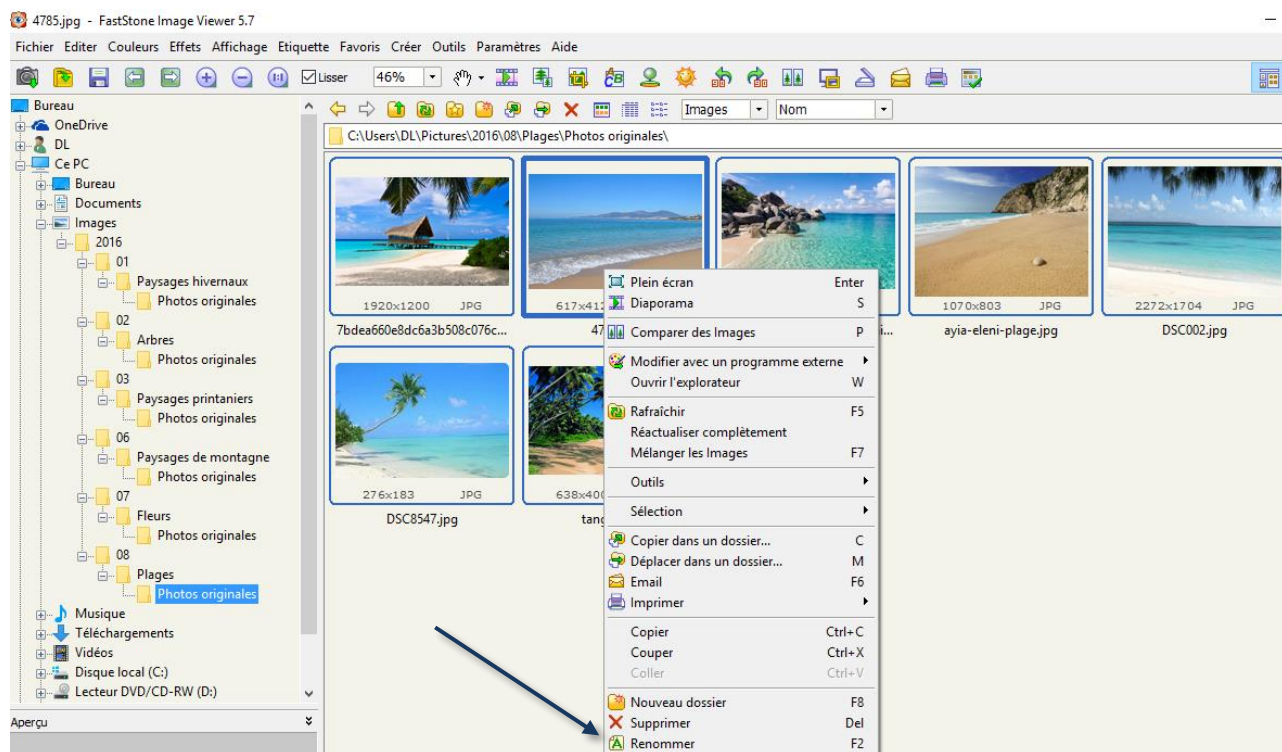 4785.jpg - FastStone Image Viewer 5.7
Fichier Editer Couleurs Effets Affichage Etiquette Favoris Créer Outils Paramètres Aide
Lisser 46%
Images Nom
C:\Users\DL\Pictures\2016\08\Plages\Photos originales\
Bureau
OneDrive
DL
Ce PC
Bureau
Documents
Images
2016
01
Paysages hivernaux
Photos originales
02
Arbres
Photos originales
03
Paysages printaniers
Photos originales
06
Paysages de montagne
Photos originales
07
Fleurs
Photos originales
08
Plages
Photos originales
Musique
Téléchargements
Vidéos
Disque local (C:)
Lecteur DVD/CD-RW (D:)
Aperçu
1920x1200 JPG
7bdea660e8dc6a3b508c076c...
617x412
47
i...
1070x803 JPG
ayia-eleni-plage.jpg
2272x1704 JPG
DSC002.jpg
276x183 JPG
DSC8547.jpg
638x400
tang
Plein écran Enter
Diaporama S
Comparer des Images P
Modifier avec un programme externe
Ouvrir l'explorateur W
Rafraîchir F5
Réactualiser complètement
Mélanger les Images F7
Outils
Sélection
Copier dans un dossier... C
Déplacer dans un dossier... M
Email F6
Imprimer
Copier Ctrl+C
Couper Ctrl+X
Coller Ctrl+V
Nouveau dossier F8
Supprimer Del
Renommer F2